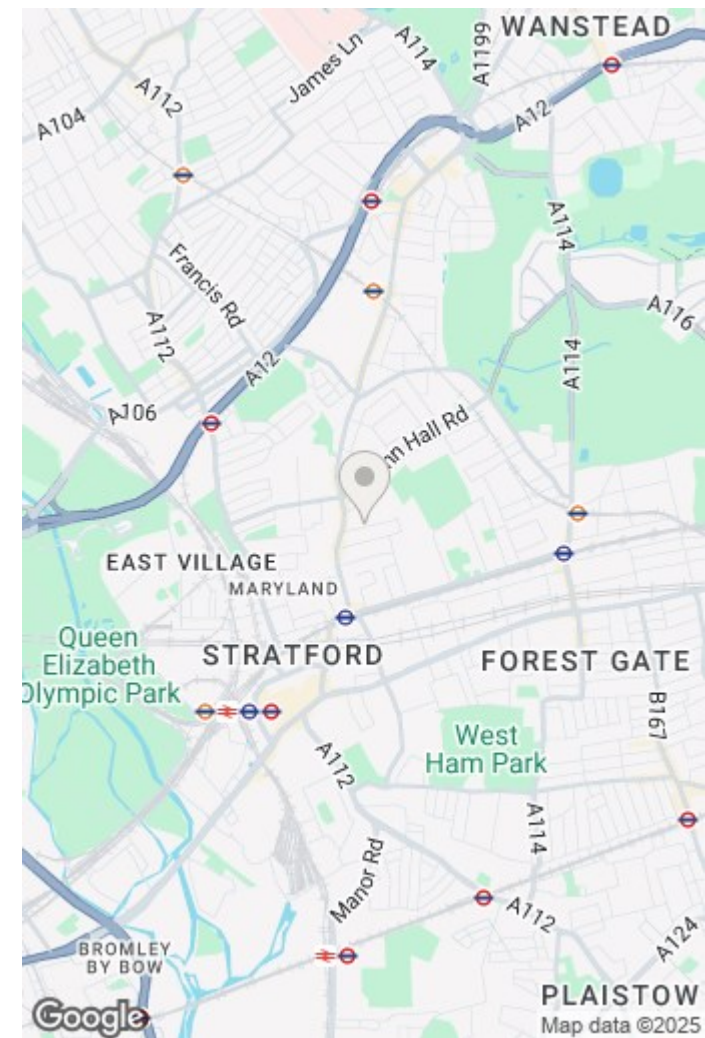 WANSTEAD
A114
A1199
James Ln
A112
A104
A12
A114
Francis Rd
A116
A112
A114
A12
A106
nn Hall Rd
EAST VILLAGE
MARYLAND
Queen
Elizabeth
Olympic Park
STRATFORD
FOREST GATE
B167
West
Ham Park
A112
A114
Manor Rd
A112
A124
BROMLEY
BY BOW
PLAISTOW
Google
Map data ©2025